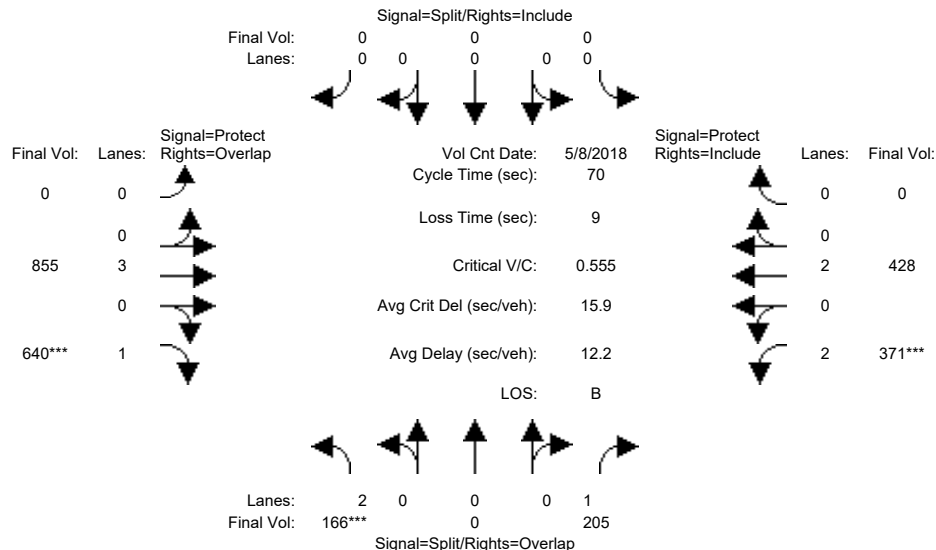 Signal=Split/Rights=Include
Final Vol: 0 0 0
Lanes: 0 0 0 0 0
Signal=Protect
Final Vol: Lanes: Rights=Overlap
Vol Cnt Date: 5/8/2018
Signal=Protect
Rights=Include Lanes: Final Vol:
Cycle Time (sec): 70
0 0
0 0
Loss Time (sec): 9
0
0
855 3
Critical V/C: 0.555
2 428
0
Avg Crit Del (sec/veh): 15.9
0
640*** 1
Avg Delay (sec/veh): 12.2
2 371***
LOS: B
Lanes: 2 0 0 0 1
Final Vol: 166*** 0 205
Signal=Split/Rights=Overlap